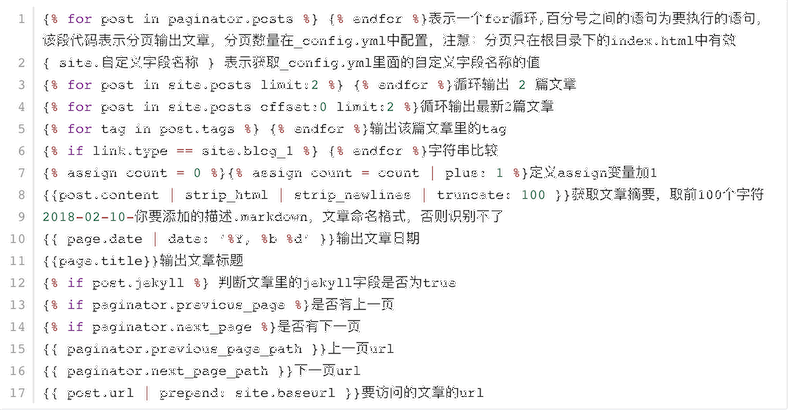 1 {% for post in paginator.posts %} {% endfor %}表示一个for循环,百分号之间的语句为要执行的语句,
该段代码表示分页输出文章, 分页数量在_config.yml中配置, 注意: 分页只在根目录下的index.html中有效
2 { site.自定义字段名称 } 表示获取_config.yml里面的自定义字段名称的值
3 {% for post in site.posts limit:2 %} {% endfor %}循环输出 2 篇文章
4 {% for post in site.posts offset:0 limit:2 %}循环输出最新2篇文章
5 {% for tag in post.tags %} {% endfor %}输出该篇文章里的tag
6 {% if link.type == site.blog_1 %} {% endfor %}字符串比较
7 {% assign count = 0 %}{% assign count = count | plus: 1 %}定义assign变量加1
8 {{post.content | strip_html | strip_newlines | truncate: 100 }}获取文章摘要, 取前100个字符
9 2018-02-10-你要添加的描述.markdown, 文章命名格式, 否则识别不了
10 {{ page.date | date: '%Y, %b %d' }}输出文章日期
11 {{page.title}}输出文章标题
12 {% if post.jekyll %} 判断文章里的jekyll字段是否为true
13 {% if paginator.previous_page %}是否有上一页
14 {% if paginator.next_page %}是否有下一页
15 {{ paginator.previous_page_path }}上一页url
16 {{ paginator.next_page_path }}下一页url
17 {{ post.url | prepend: site.baseurl }}要访问的文章的url